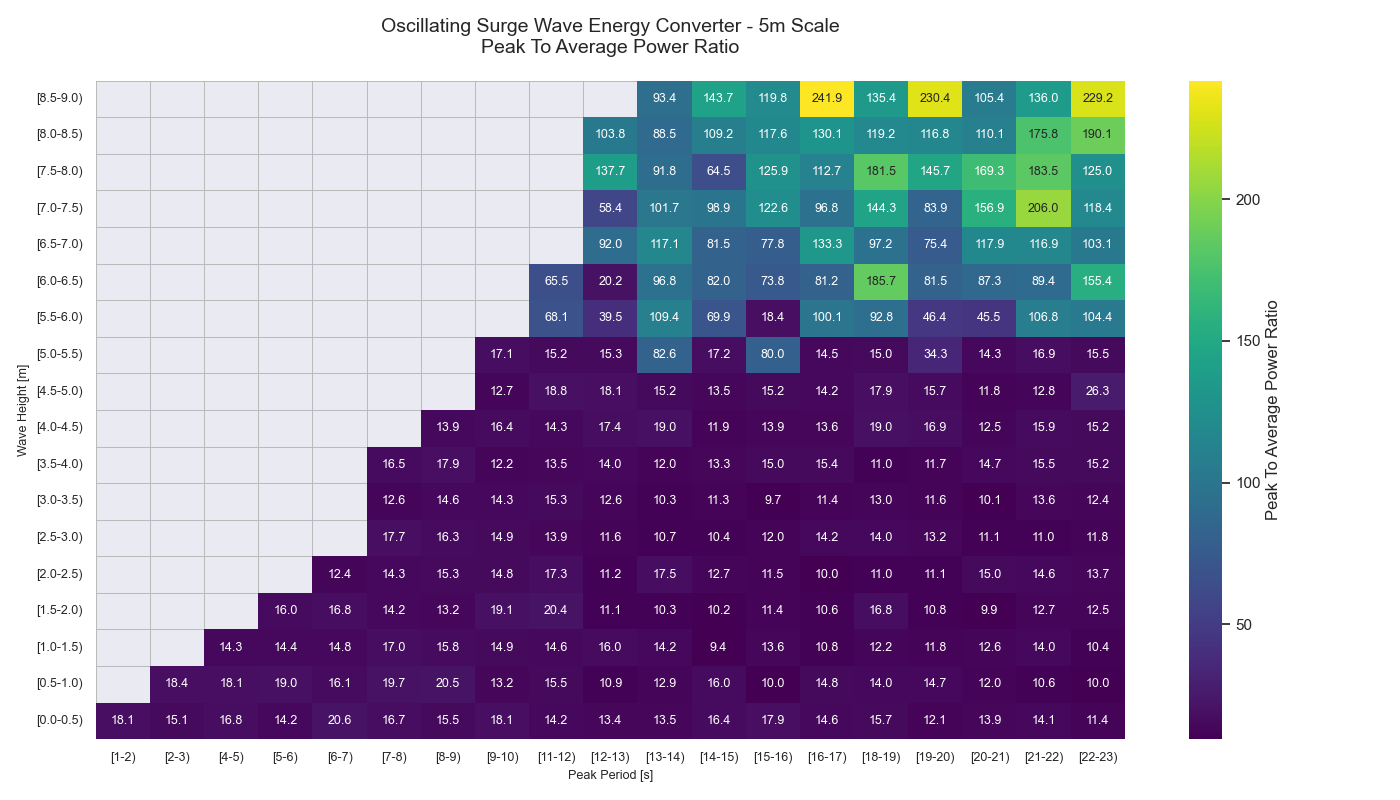 Oscillating Surge Wave Energy Converter - 5m Scale
Peak To Average Power Ratio
Wave Height [m]
[8.5-9.0) 93.4 143.7 119.8 241.9 135.4 230.4 105.4 136.0 229.2
[8.0-8.5) 103.8 88.5 109.2 117.6 130.1 119.2 116.8 110.1 175.8 190.1
[7.5-8.0) 137.7 91.8 64.5 125.9 112.7 181.5 145.7 169.3 183.5 125.0
[7.0-7.5) 58.4 101.7 98.9 122.6 96.8 144.3 83.9 156.9 206.0 118.4
[6.5-7.0) 92.0 117.1 81.5 77.8 133.3 97.2 75.4 117.9 116.9 103.1
[6.0-6.5) 65.5 20.2 96.8 82.0 73.8 81.2 185.7 81.5 87.3 89.4 155.4
[5.5-6.0) 68.1 39.5 109.4 69.9 18.4 100.1 92.8 46.4 45.5 106.8 104.4
[5.0-5.5) 17.1 15.2 15.3 82.6 17.2 80.0 14.5 15.0 34.3 14.3 16.9 15.5
[4.5-5.0) 12.7 18.8 18.1 15.2 13.5 15.2 14.2 17.9 15.7 11.8 12.8 26.3
[4.0-4.5) 13.9 16.4 14.3 17.4 19.0 11.9 13.9 13.6 19.0 16.9 12.5 15.9 15.2
[3.5-4.0) 16.5 17.9 12.2 13.5 14.0 12.0 13.3 15.0 15.4 11.0 11.7 14.7 15.5 15.2
[3.0-3.5) 12.6 14.6 14.3 15.3 12.6 10.3 11.3 9.7 11.4 13.0 11.6 10.1 13.6 12.4
[2.5-3.0) 17.7 16.3 14.9 13.9 11.6 10.7 10.4 12.0 14.2 14.0 13.2 11.1 11.0 11.8
[2.0-2.5) 12.4 14.3 15.3 14.8 17.3 11.2 17.5 12.7 11.5 10.0 11.0 11.1 15.0 14.6 13.7
[1.5-2.0) 16.0 16.8 14.2 13.2 19.1 20.4 11.1 10.3 10.2 11.4 10.6 16.8 10.8 9.9 12.7 12.5
[1.0-1.5) 14.3 14.4 14.8 17.0 15.8 14.9 14.6 16.0 14.2 9.4 13.6 10.8 12.2 11.8 12.6 14.0 10.4
[0.5-1.0) 18.4 18.1 19.0 16.1 19.7 20.5 13.2 15.5 10.9 12.9 16.0 10.0 14.8 14.0 14.7 12.0 10.6 10.0
[0.0-0.5) 18.1 15.1 16.8 14.2 20.6 16.7 15.5 18.1 14.2 13.4 13.5 16.4 17.9 14.6 15.7 12.1 13.9 14.1 11.4
[1-2) [2-3) [4-5) [5-6) [6-7) [7-8) [8-9) [9-10) [11-12) [12-13) [13-14) [14-15) [15-16) [16-17) [18-19) [19-20) [20-21) [21-22) [22-23)
Peak Period [s]
200
150
100
50
Peak To Average Power Ratio